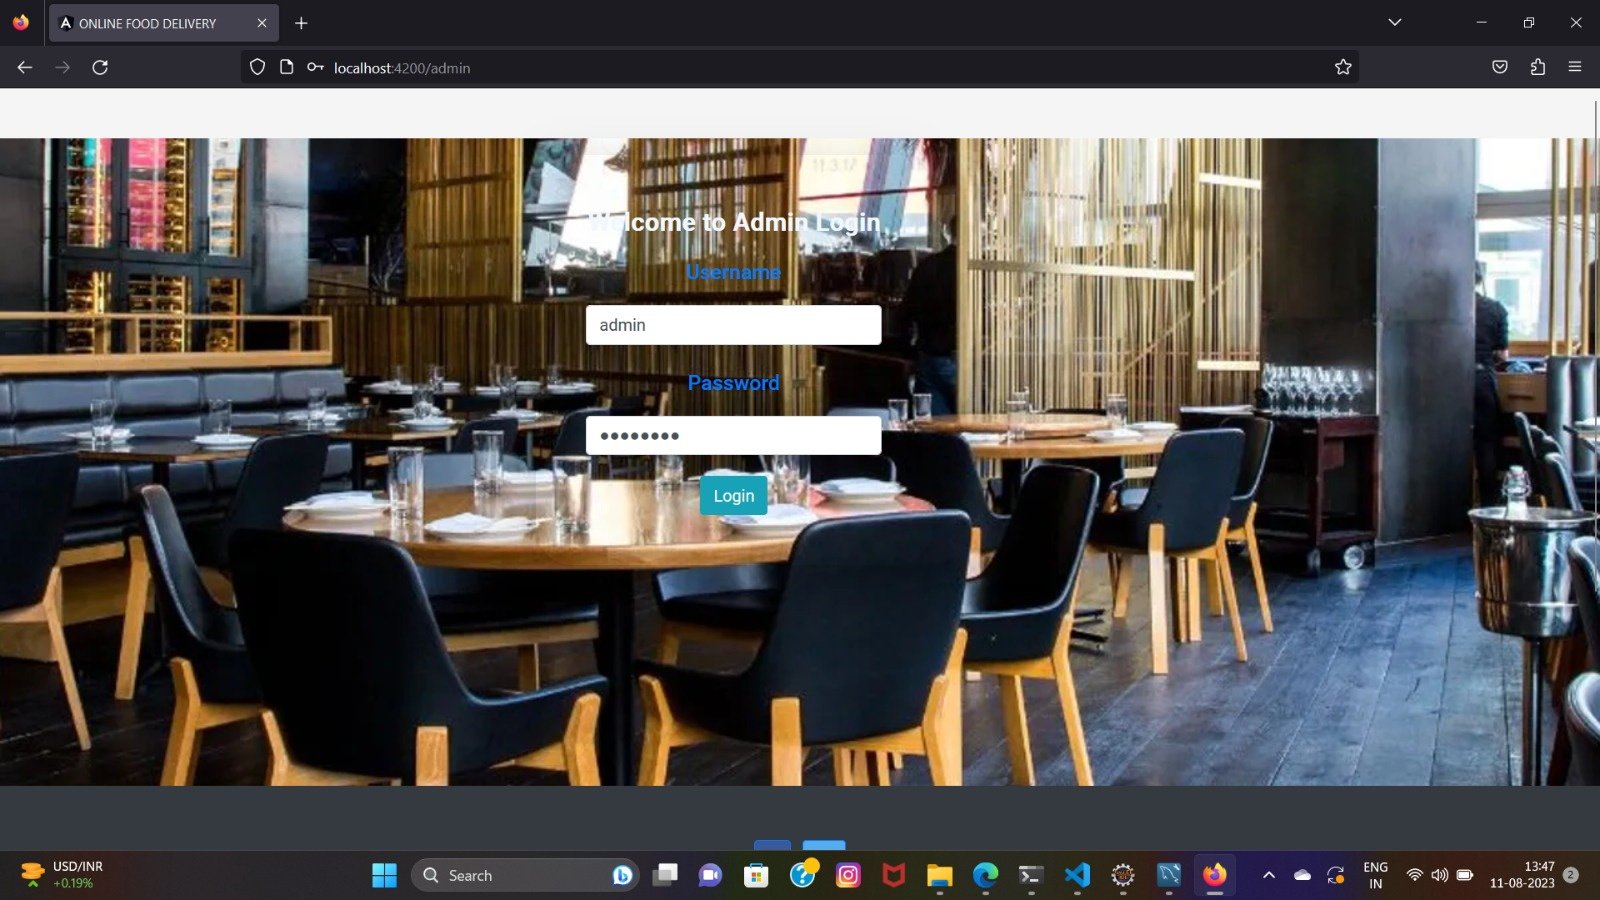 ONLINE FOOD DELIVERY
localhost:4200/admin
Welcome to Admin Login
Username
admin
Password
Login
USD/INR
+0.19%
Search
ENG
IN
13:47
11-08-2023
2